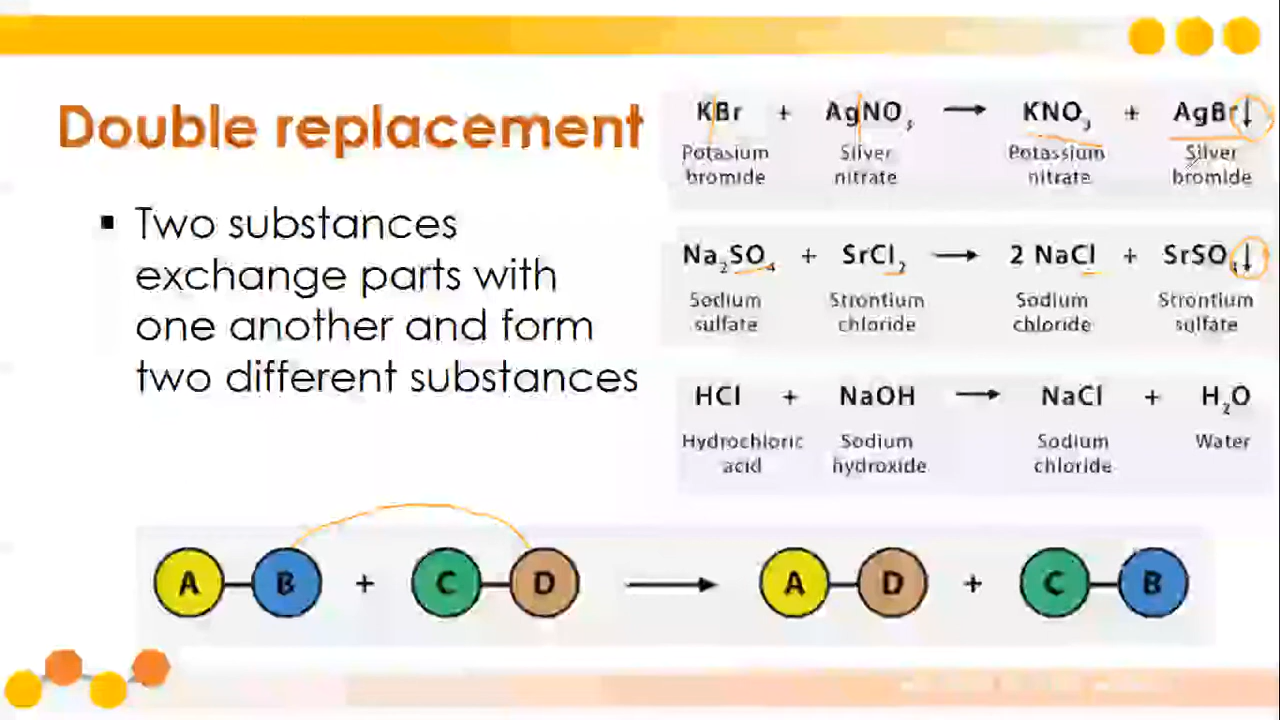 Double replacement
▪ Two substances
exchange parts with
one another and form
two different substances
KBr + AgNO₃ → KNO₃ + AgBr↓
Potasium bromide Silver nitrate Potassium nitrate Silver bromide
Na₂SO₄ + SrCl₂ → 2 NaCl + SrSO₄↓
Sodium sulfate Strontium chloride Sodium chloride Strontium sulfate
HCl + NaOH → NaCl + H₂O
Hydrochloric acid Sodium hydroxide Sodium chloride Water
A B + C D → A D + C B